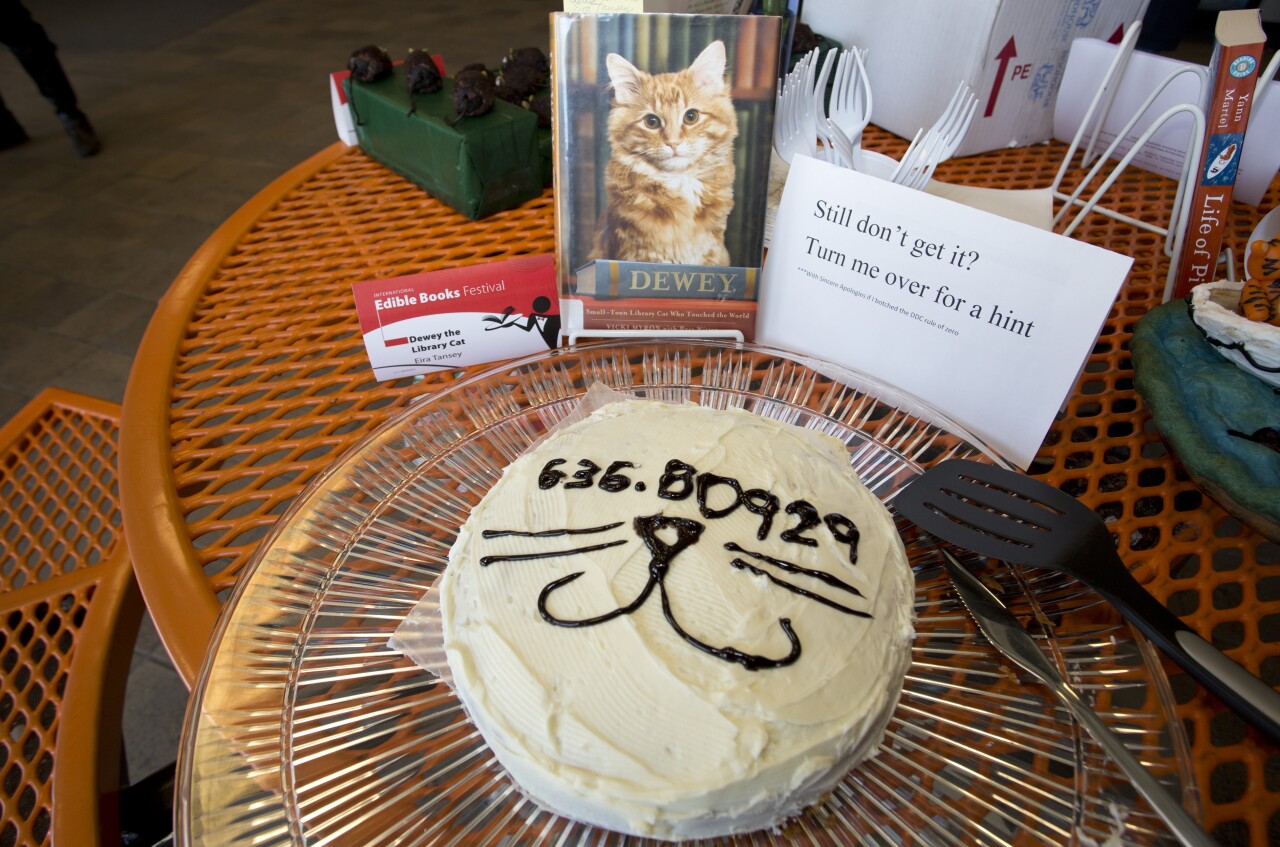 DEWEY
Small-Town Library Cat Who Touched the World
VICKI MYRON
INTERNATIONAL
Edible Books Festival
Dewey the
Library Cat
Eira Tansey
Still don't get it?
Turn me over for a hint
***With Sincere Apologies if I botched the DDC rule of zero
636.8D929
PE
Yann Martel
Life of Pi